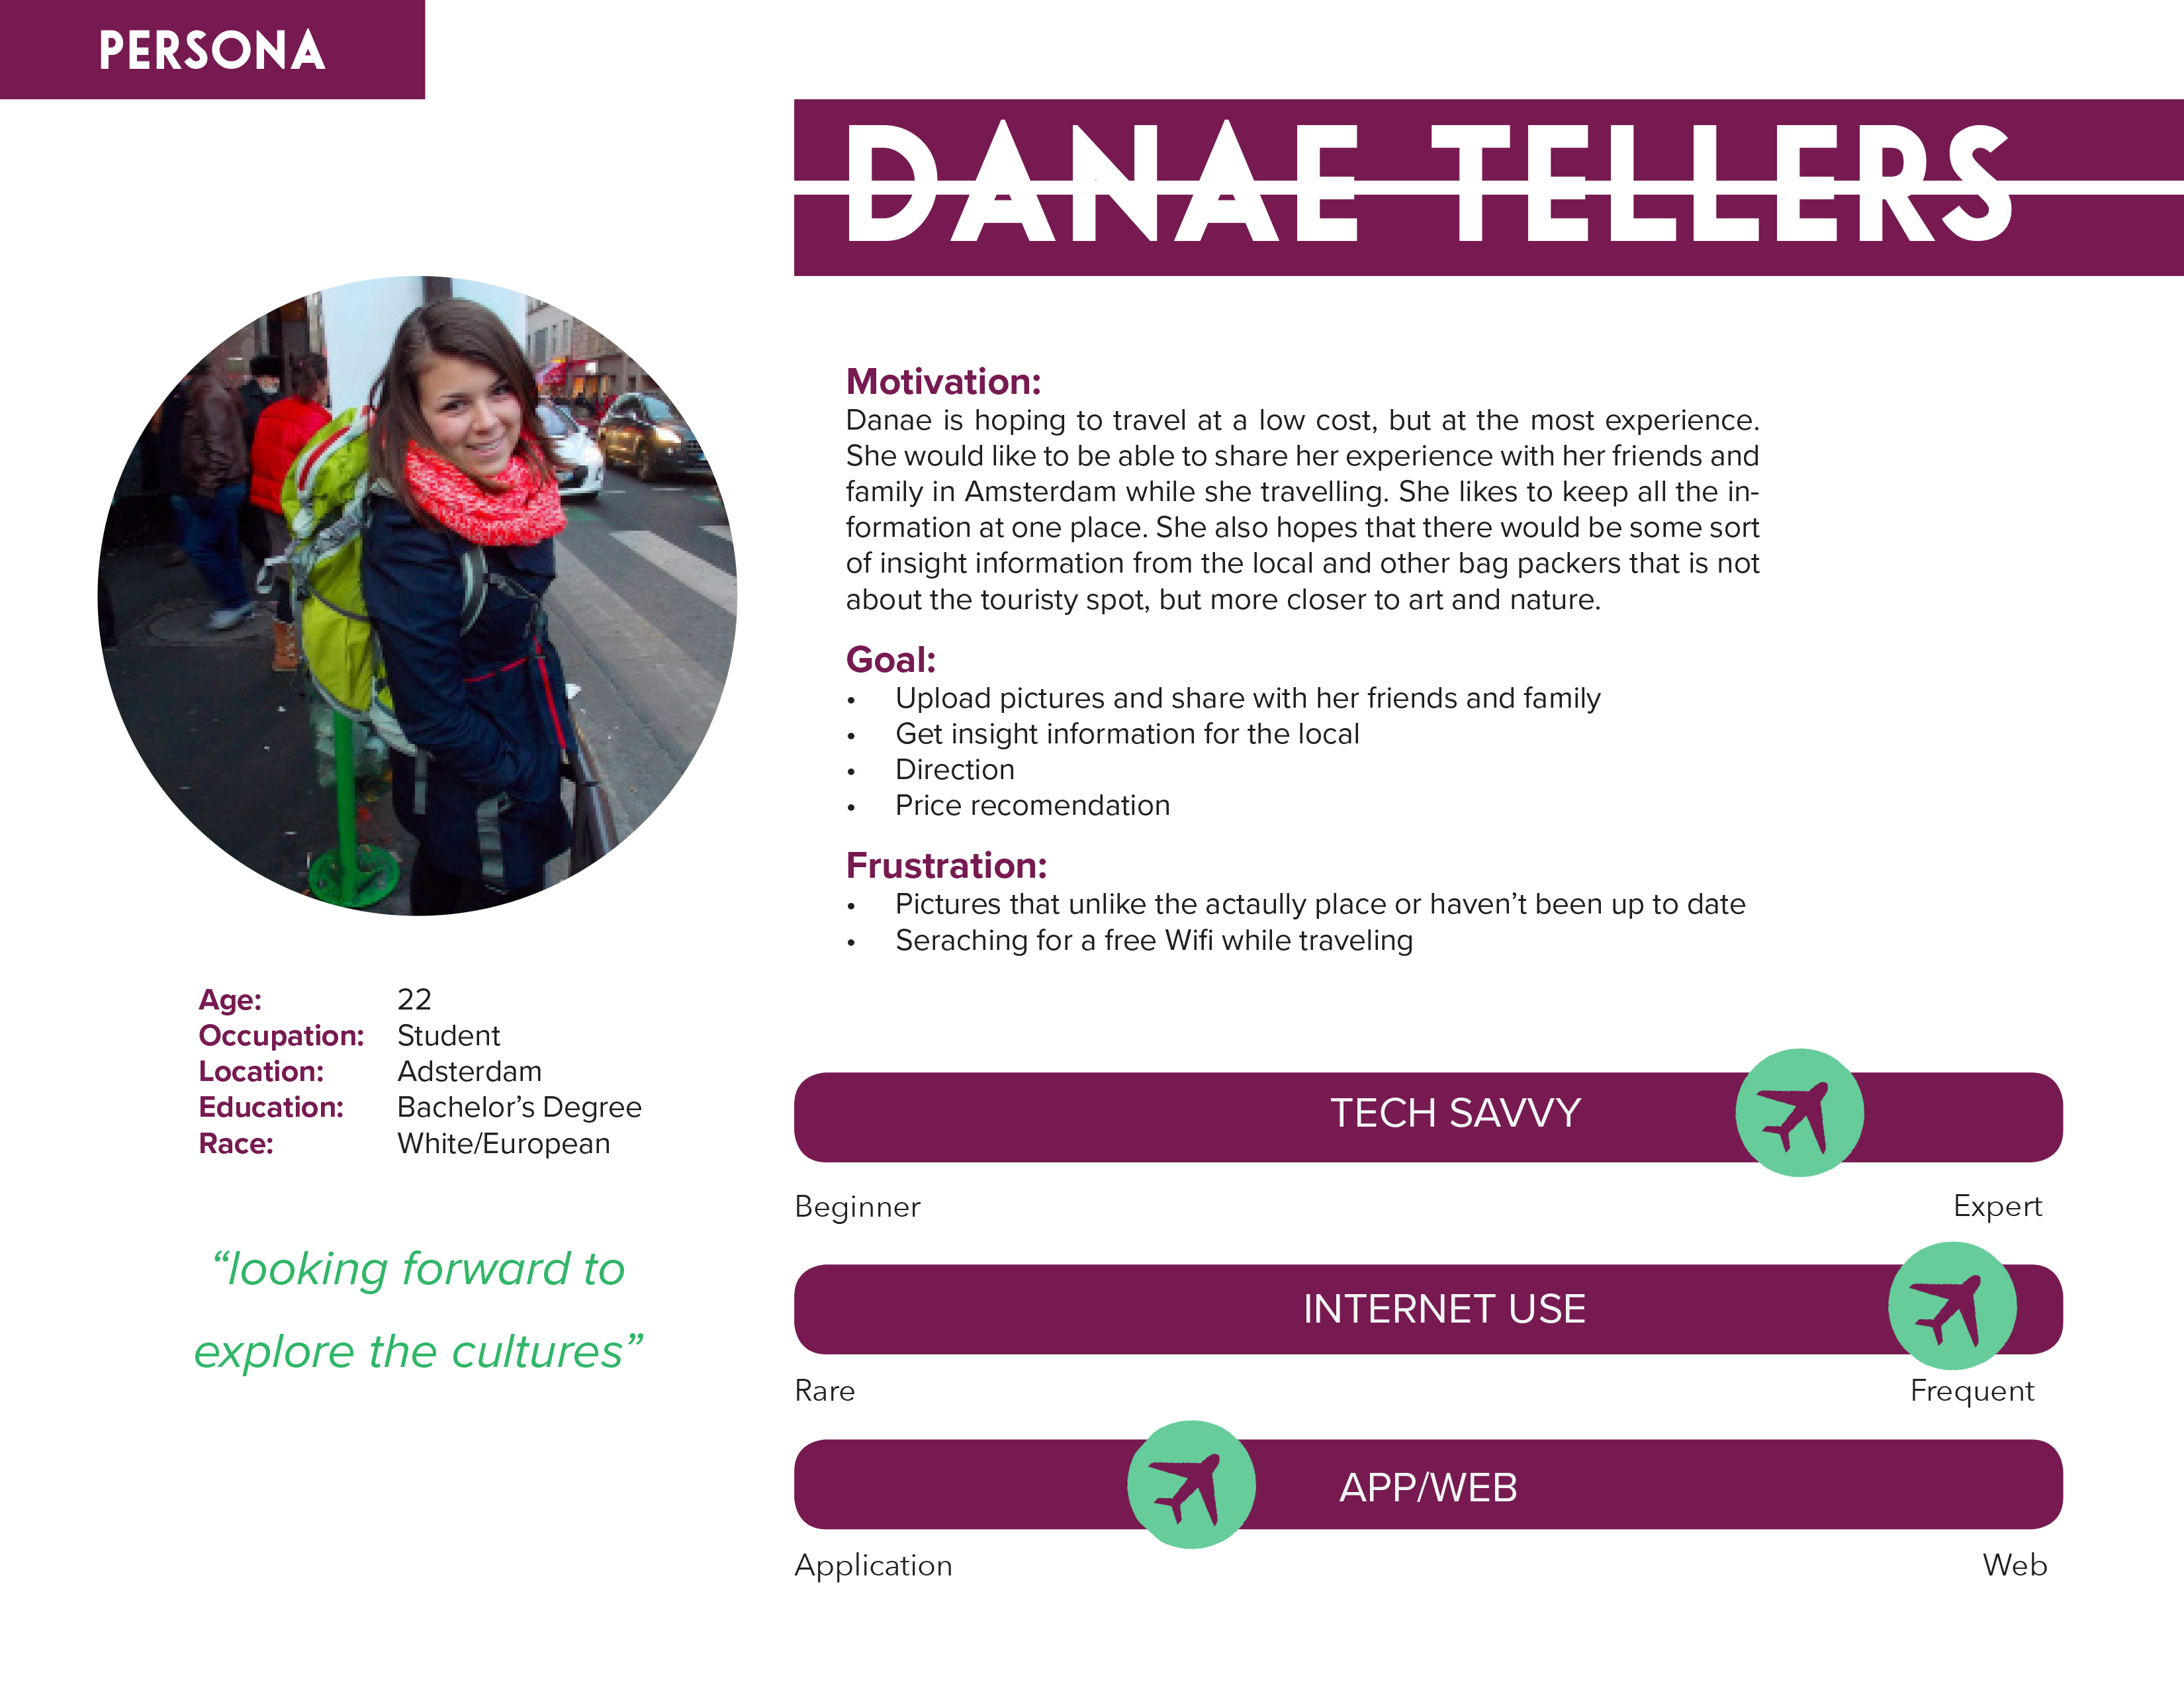 PERSONA
DANAE TELLERS
Motivation:
Danae is hoping to travel at a low cost, but at the most experience.
She would like to be able to share her experience with her friends and
family in Amsterdam while she travelling. She likes to keep all the in-
formation at one place. She also hopes that there would be some sort
of insight information from the local and other bag packers that is not
about the touristy spot, but more closer to art and nature.
Goal:
• Upload pictures and share with her friends and family
• Get insight information for the local
• Direction
• Price recomendation
Frustration:
• Pictures that unlike the actaully place or haven’t been up to date
• Seraching for a free Wifi while traveling
Age: 22
Occupation: Student
Location: Adsterdam
Education: Bachelor’s Degree
Race: White/European
“looking forward to
explore the cultures”
TECH SAVVY
Beginner Expert
INTERNET USE
Rare Frequent
APP/WEB
Application Web